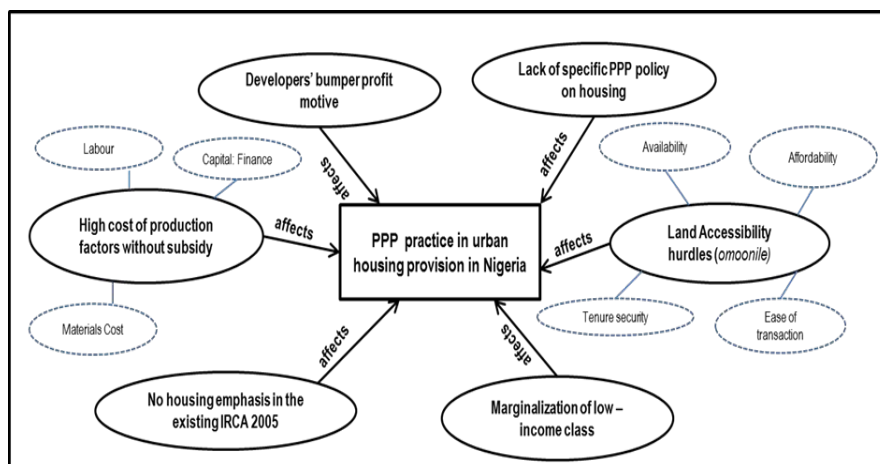 Developers' bumper profit
motive
Lack of specific PPP policy
on housing
Labour
Capital: Finance
Availability
Affordability
affects
affects
High cost of production
factors without subsidy
affects
PPP practice in urban
housing provision in Nigeria
affects
Land Accessibility
hurdles (omoonile)
Materials Cost
Tenure security
Ease of
transaction
affects
affects
No housing emphasis in the
existing IRCA 2005
Marginalization of low –
income class